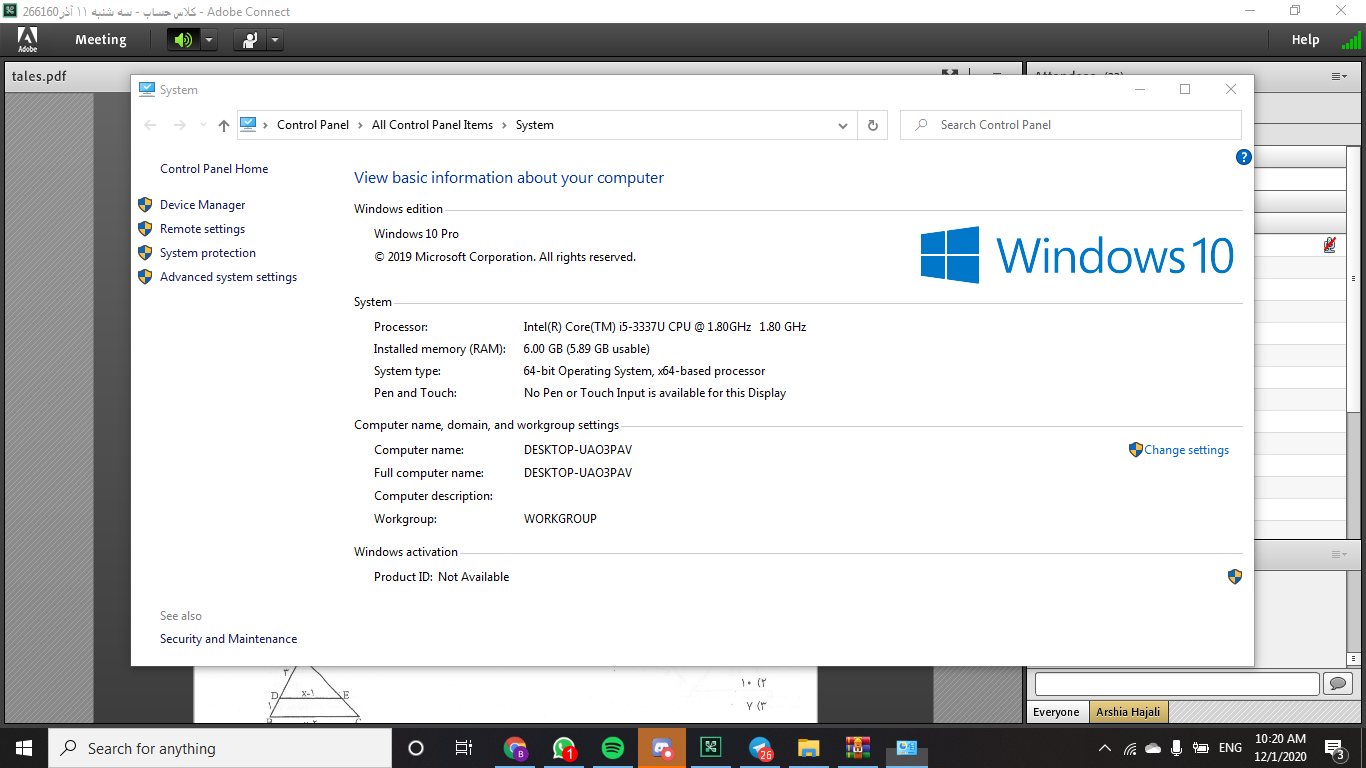 266160کلاس حساب - سه شنبه ۱۱ آذر - Adobe Connect
Adobe
Meeting
Help
tales.pdf
System
Control Panel
All Control Panel Items
System
Search Control Panel
Control Panel Home
Device Manager
Remote settings
System protection
Advanced system settings
See also
Security and Maintenance
View basic information about your computer
Windows edition
Windows 10 Pro
© 2019 Microsoft Corporation. All rights reserved.
Windows 10
System
Processor: Intel(R) Core(TM) i5-3337U CPU @ 1.80GHz 1.80 GHz
Installed memory (RAM): 6.00 GB (5.89 GB usable)
System type: 64-bit Operating System, x64-based processor
Pen and Touch: No Pen or Touch Input is available for this Display
Computer name, domain, and workgroup settings
Computer name: DESKTOP-UAO3PAV
Change settings
Full computer name: DESKTOP-UAO3PAV
Computer description:
Workgroup: WORKGROUP
Windows activation
Product ID: Not Available
۳
D x-۱ E
۲) ۱۰
۳) ۷
Everyone
Arshia Hajali
Search for anything
B
1
26
ENG
10:20 AM
12/1/2020
3